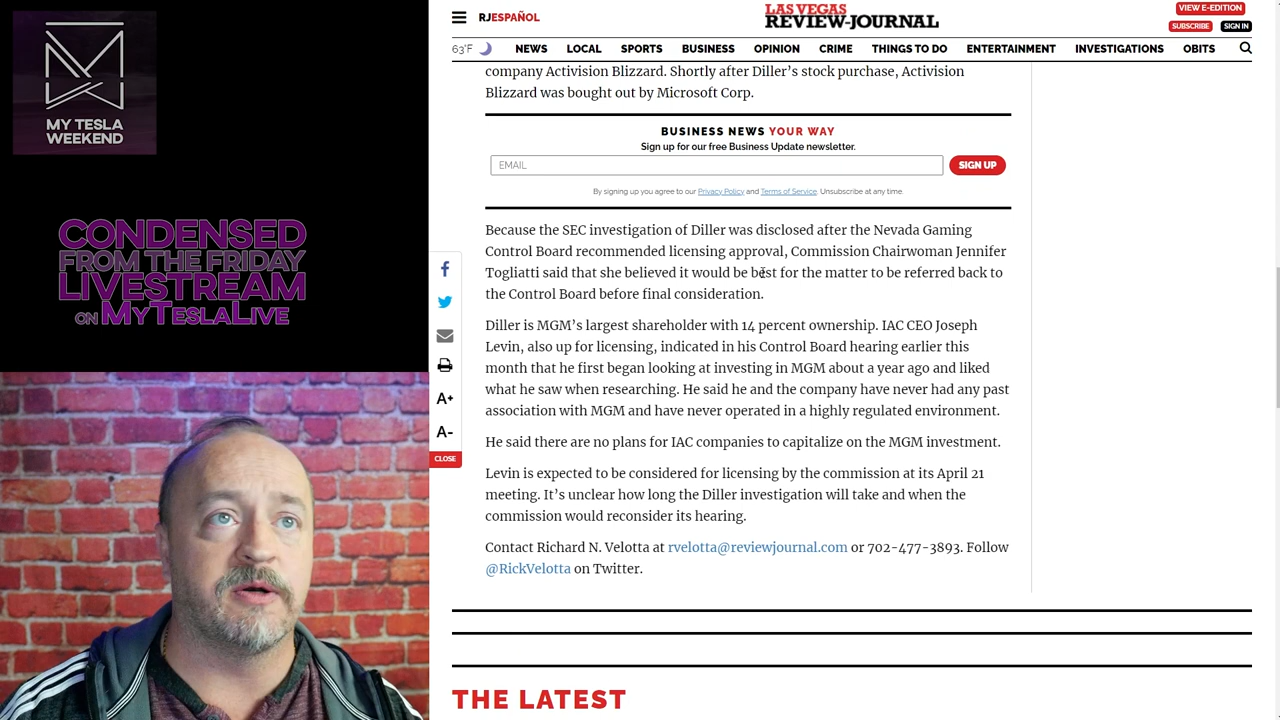 MY TESLA
WEEKEND
CONDENSED
FROM THE FRIDAY
LIVESTREAM
ON MYTESLALIVE
RJESPAÑOL
LAS VEGAS
REVIEW-JOURNAL
VIEW E-EDITION
SUBSCRIBE
SIGN IN
63°F
NEWS LOCAL SPORTS BUSINESS OPINION CRIME THINGS TO DO ENTERTAINMENT INVESTIGATIONS OBITS
company Activision Blizzard. Shortly after Diller’s stock purchase, Activision
Blizzard was bought out by Microsoft Corp.
BUSINESS NEWS YOUR WAY
Sign up for our free Business Update newsletter.
EMAIL
SIGN UP
By signing up you agree to our Privacy Policy and Terms of Service. Unsubscribe at any time.
Because the SEC investigation of Diller was disclosed after the Nevada Gaming
Control Board recommended licensing approval, Commission Chairwoman Jennifer
Togliatti said that she believed it would be best for the matter to be referred back to
the Control Board before final consideration.
Diller is MGM’s largest shareholder with 14 percent ownership. IAC CEO Joseph
Levin, also up for licensing, indicated in his Control Board hearing earlier this
month that he first began looking at investing in MGM about a year ago and liked
what he saw when researching. He said he and the company have never had any past
association with MGM and have never operated in a highly regulated environment.
He said there are no plans for IAC companies to capitalize on the MGM investment.
Levin is expected to be considered for licensing by the commission at its April 21
meeting. It’s unclear how long the Diller investigation will take and when the
commission would reconsider its hearing.
Contact Richard N. Velotta at rvelotta@reviewjournal.com or 702-477-3893. Follow
@RickVelotta on Twitter.
A+
A-
CLOSE
THE LATEST